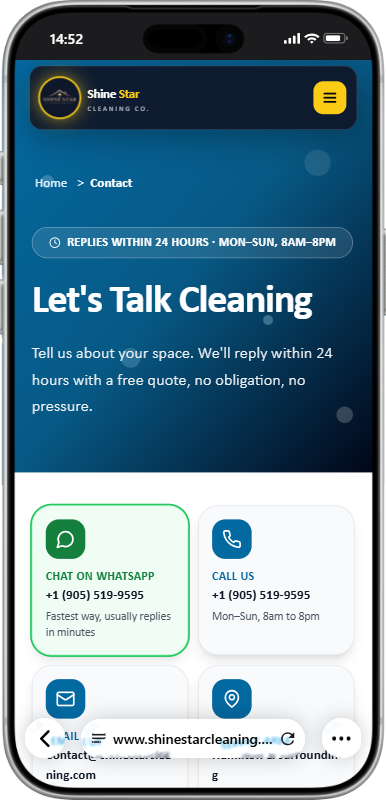 14:52
SHINE STAR
Shine Star
CLEANING CO.
Home > Contact
REPLIES WITHIN 24 HOURS · MON–SUN, 8AM–8PM
Let's Talk Cleaning
Tell us about your space. We'll reply within 24
hours with a free quote, no obligation, no
pressure.
CHAT ON WHATSAPP
+1 (905) 519-9595
Fastest way, usually replies
in minutes
CALL US
+1 (905) 519-9595
Mon–Sun, 8am to 8pm
www.shinestarcleaning....
ning.com
g